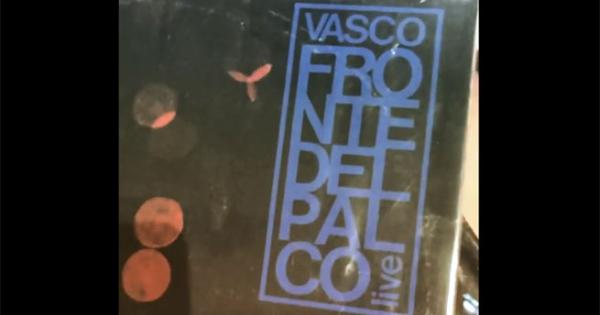 VASCO
FRO
NTE
DEL
PAL
CO
live